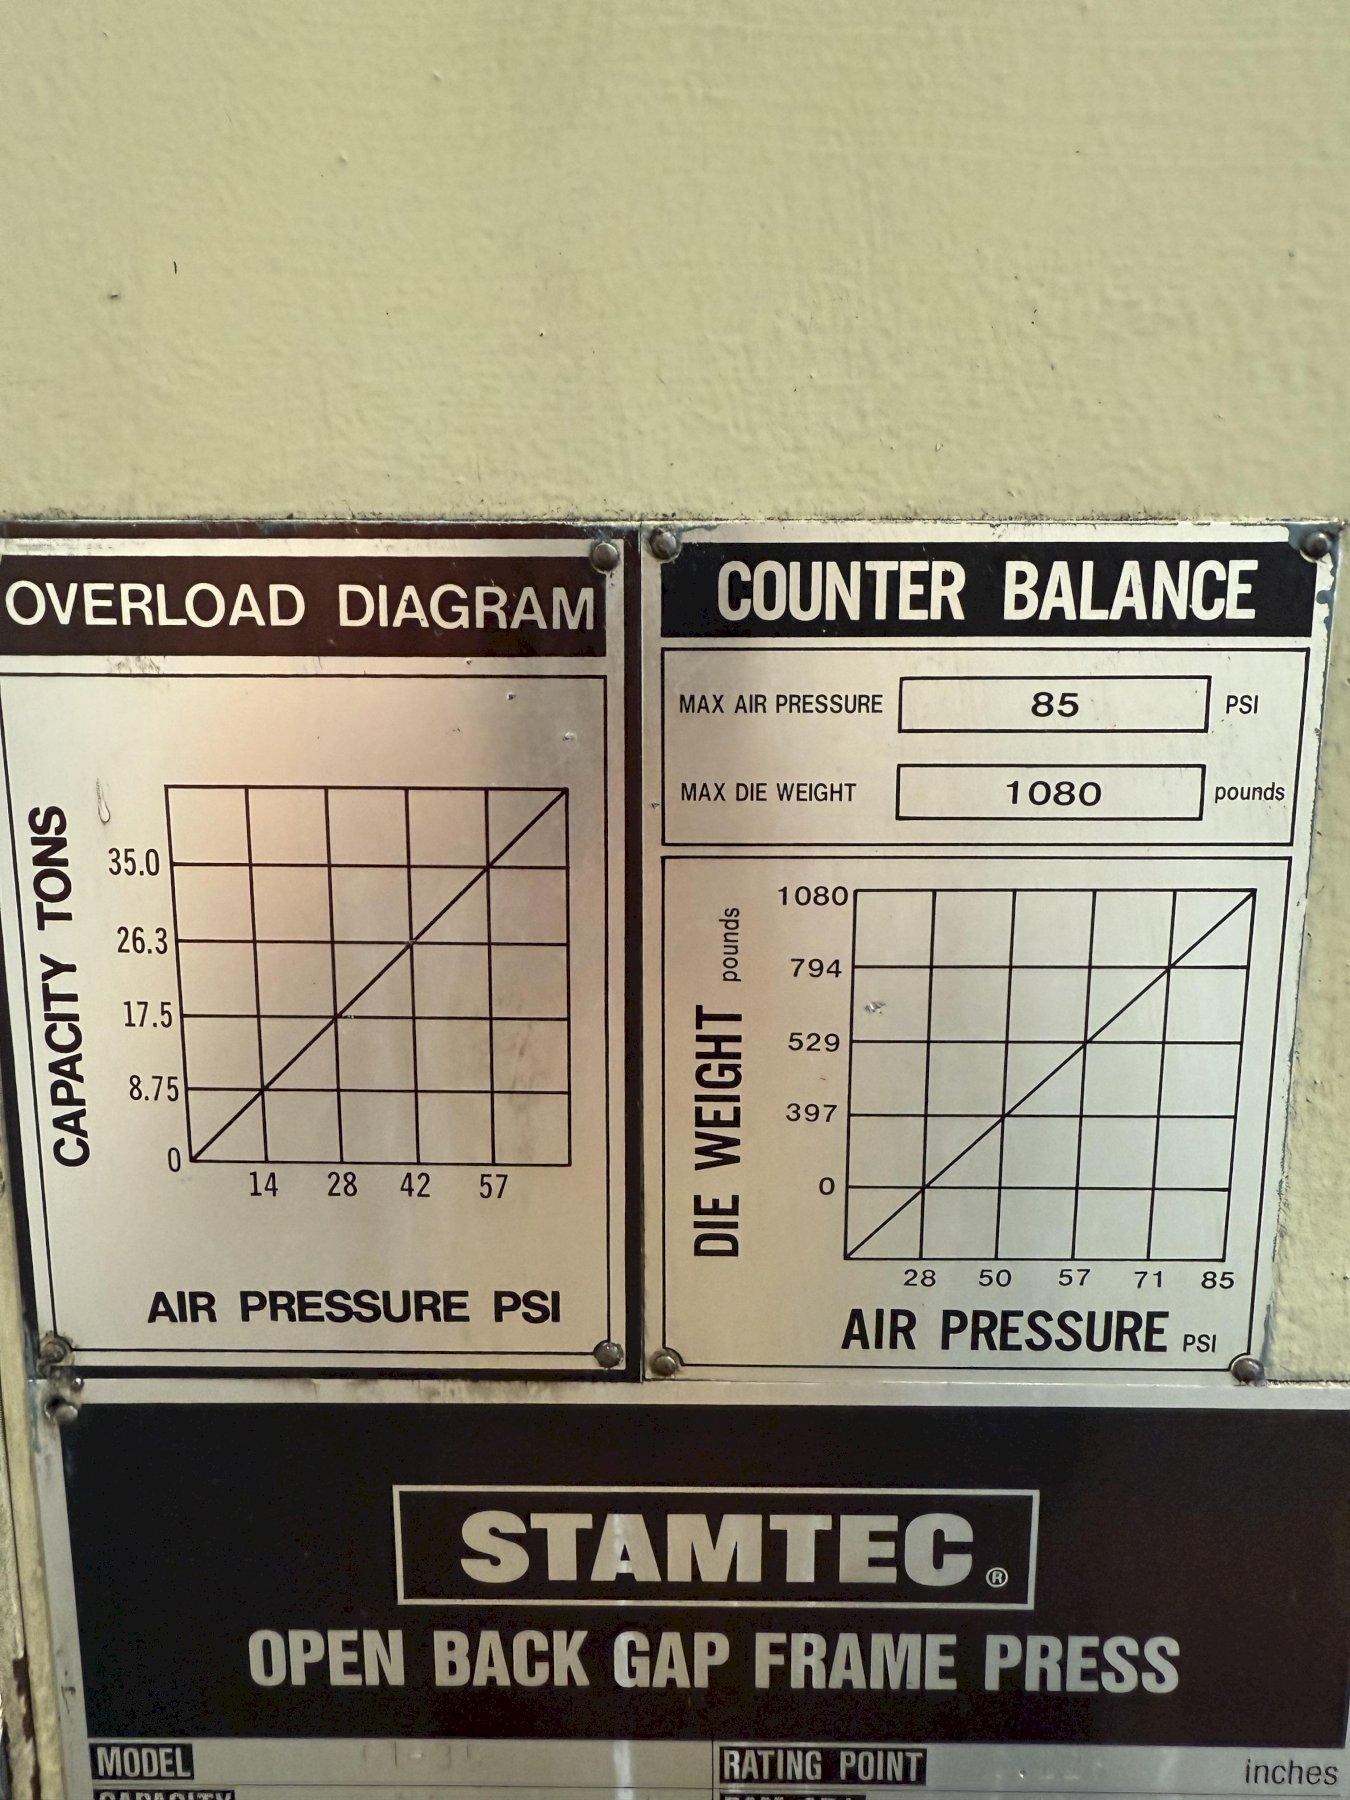 OVERLOAD DIAGRAM
CAPACITY TONS
35.0
26.3
17.5
8.75
0
14 28 42 57
AIR PRESSURE PSI
COUNTER BALANCE
MAX AIR PRESSURE 85 PSI
MAX DIE WEIGHT 1080 pounds
DIE WEIGHT pounds
1080
794
529
397
0
28 50 57 71 85
AIR PRESSURE PSI
STAMTEC®
OPEN BACK GAP FRAME PRESS
MODEL
RATING POINT inches
CAPACITY